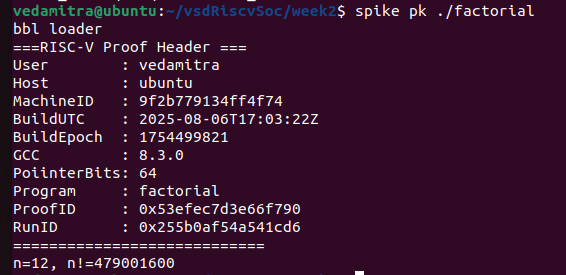 vedamitra@ubuntu:~/vsdRiscvSoc/week2$ spike pk ./factorial
bbl loader
===RISC-V Proof Header ===
User        : vedamitra
Host        : ubuntu
MachineID   : 9f2b779134ff4f74
BuildUTC    : 2025-08-06T17:03:22Z
BuildEpoch  : 1754499821
GCC         : 8.3.0
PoiinterBits: 64
Program     : factorial
ProofID     : 0x53efec7d3e66f790
RunID       : 0x255b0af54a541cd6
============================
n=12, n!=479001600